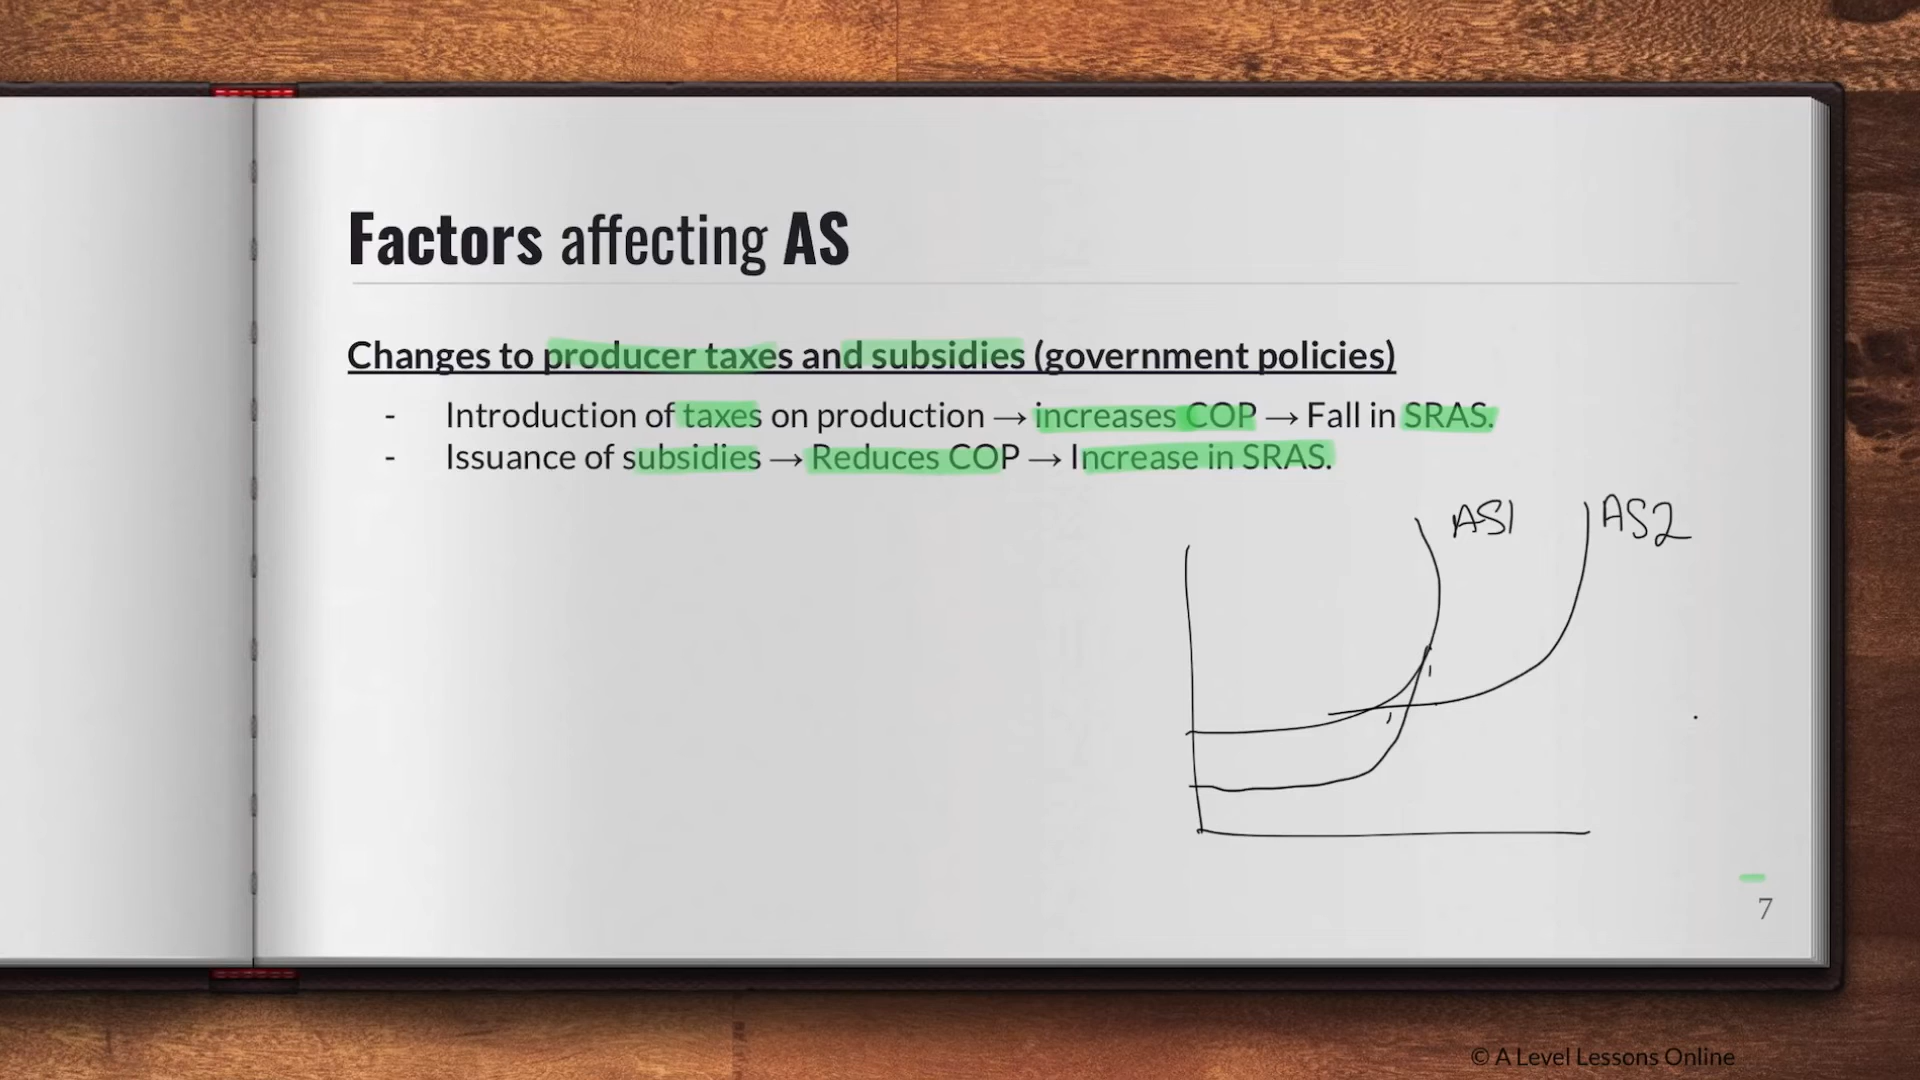 Factors affecting AS
Changes to producer taxes and subsidies (government policies)
- Introduction of taxes on production → increases COP → Fall in SRAS.
- Issuance of subsidies → Reduces COP → Increase in SRAS.
AS1
AS2
7
© A Level Lessons Online